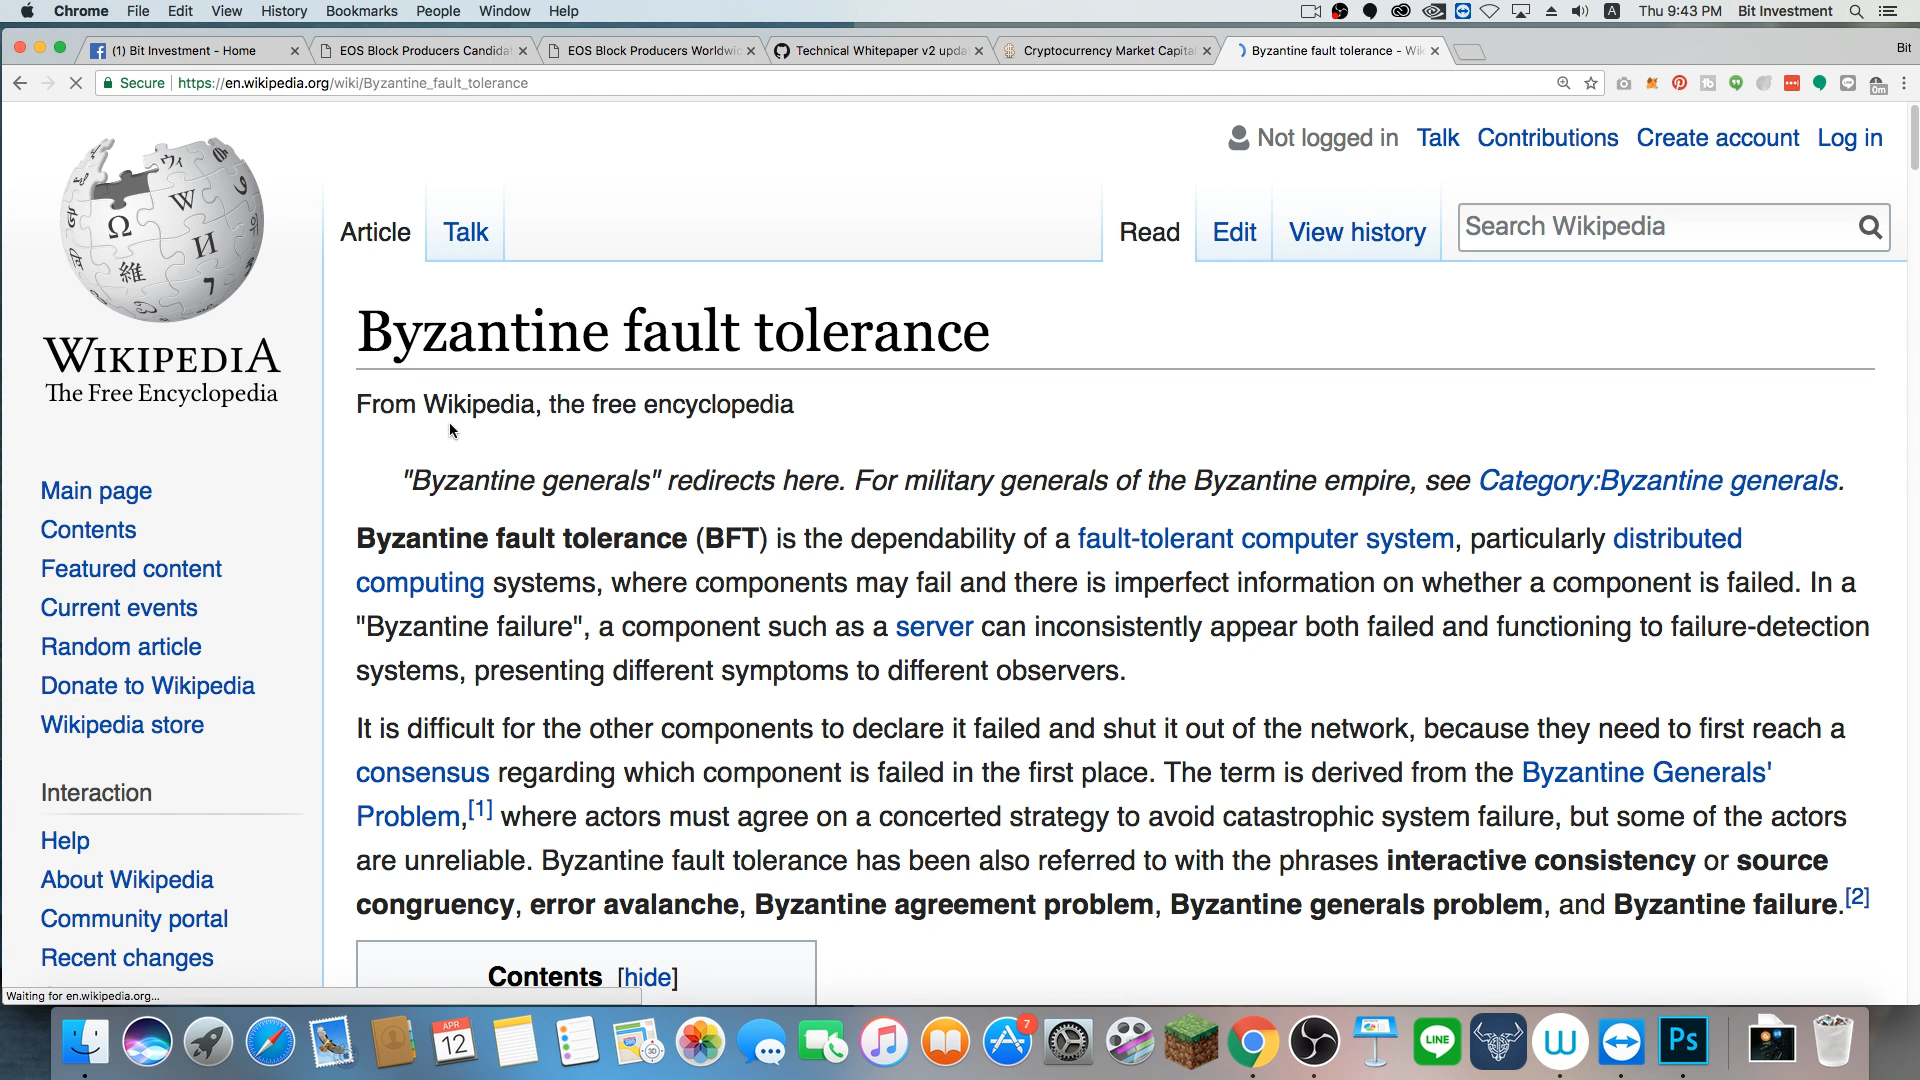 Chrome File Edit View History Bookmarks People Window Help Thu 9:43 PM Bit Investment
(1) Bit Investment - Home EOS Block Producers Candidat EOS Block Producers Worldwi Technical Whitepaper v2 upda Cryptocurrency Market Capital Byzantine fault tolerance - Wik Bit
Secure https://en.wikipedia.org/wiki/Byzantine_fault_tolerance
Not logged in Talk Contributions Create account Log in
Article Talk Read Edit View history Search Wikipedia
WIKIPEDIA
The Free Encyclopedia
Main page
Contents
Featured content
Current events
Random article
Donate to Wikipedia
Wikipedia store
Interaction
Help
About Wikipedia
Community portal
Recent changes
Byzantine fault tolerance
From Wikipedia, the free encyclopedia
"Byzantine generals" redirects here. For military generals of the Byzantine empire, see Category:Byzantine generals.
Byzantine fault tolerance (BFT) is the dependability of a fault-tolerant computer system, particularly distributed
computing systems, where components may fail and there is imperfect information on whether a component is failed. In a
"Byzantine failure", a component such as a server can inconsistently appear both failed and functioning to failure-detection
systems, presenting different symptoms to different observers.
It is difficult for the other components to declare it failed and shut it out of the network, because they need to first reach a
consensus regarding which component is failed in the first place. The term is derived from the Byzantine Generals'
Problem,[1] where actors must agree on a concerted strategy to avoid catastrophic system failure, but some of the actors
are unreliable. Byzantine fault tolerance has been also referred to with the phrases interactive consistency or source
congruency, error avalanche, Byzantine agreement problem, Byzantine generals problem, and Byzantine failure.[2]
Contents [hide]
Waiting for en.wikipedia.org...
APR
12
7
LINE
W
Ps